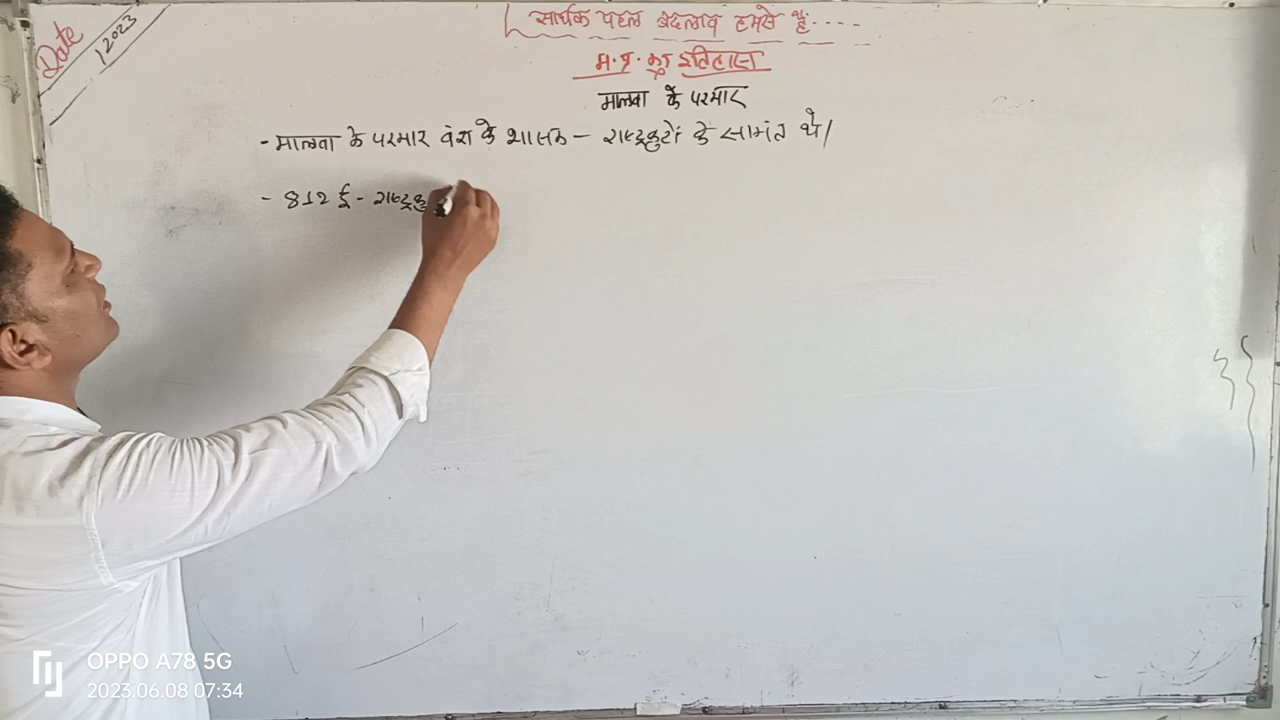 Date
12023
सार्थक पहल बदलाव हमसे है....
म.प्र. का इतिहास
मालवा के परमार
- मालवा के परमार वंश के शासक - राष्ट्रकुटों के सामंत थे/
- 812 ई - राष्ट्रकु
OPPO A78 5G
2023.06.08 07:34